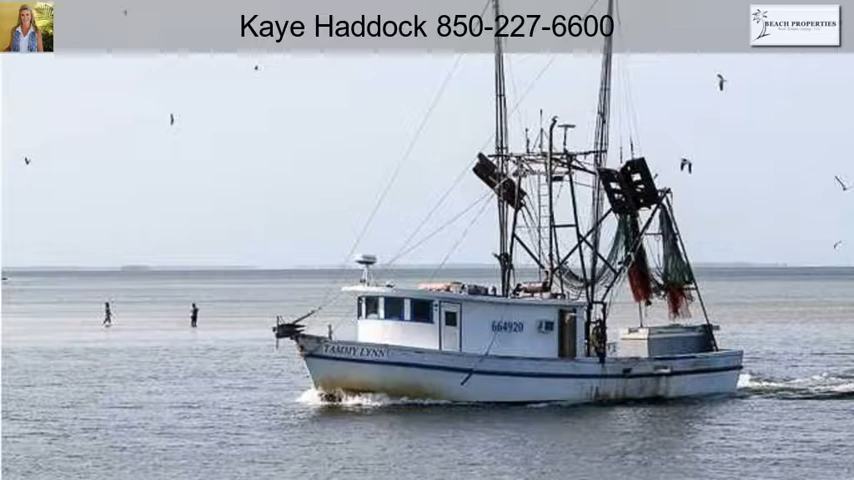 Kaye Haddock 850-227-6600
BEACH PROPERTIES
664920
TAMMY LYNN